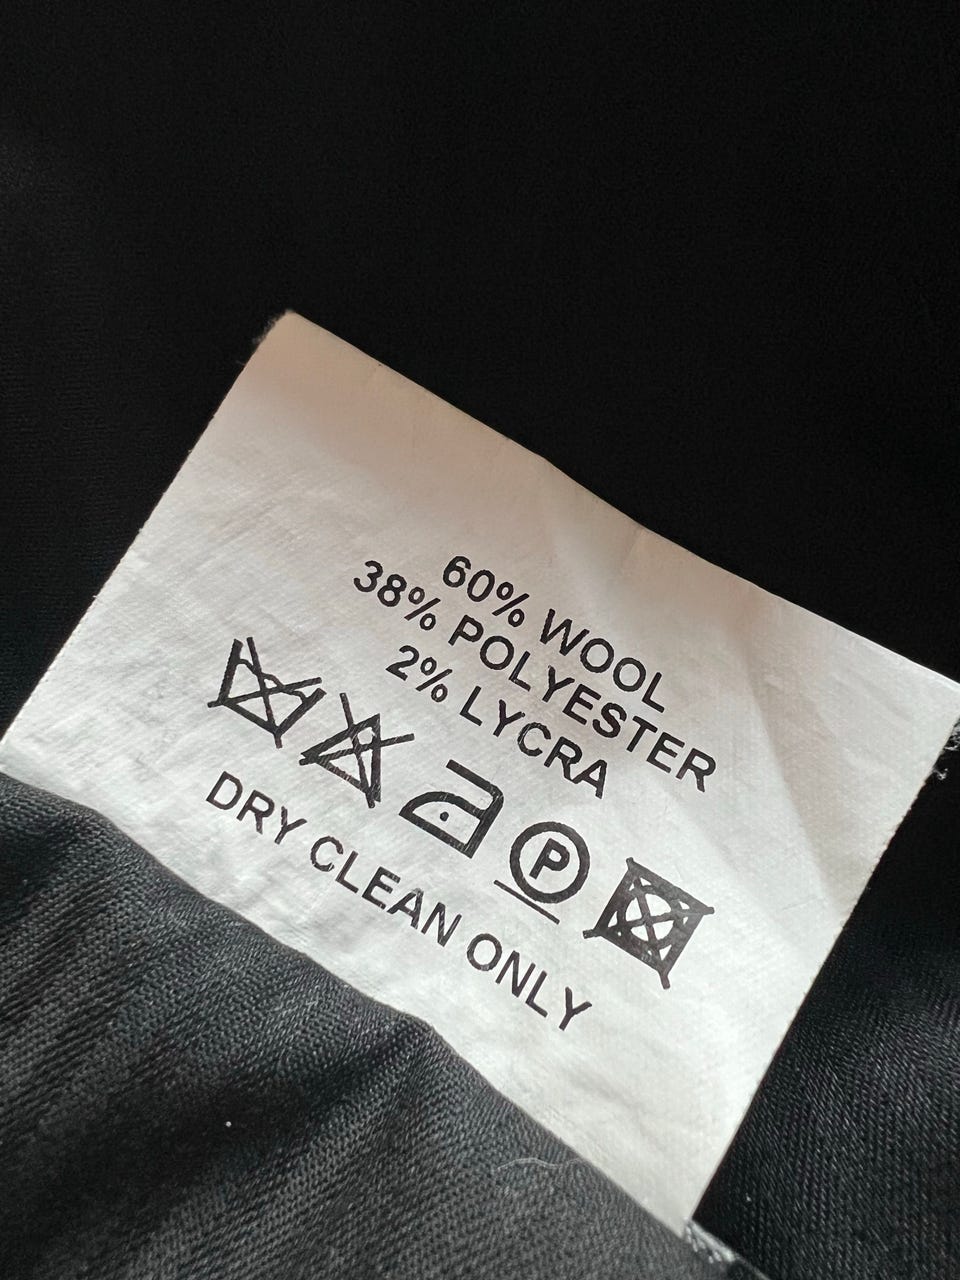 60% WOOL
38% POLYESTER
2% LYCRA
P
DRY CLEAN ONLY